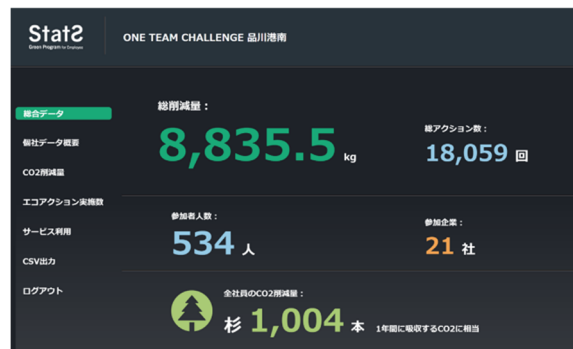 Stat2
Green Program for Employee
ONE TEAM CHALLENGE 品川港南
総合データ
個社データ概要
CO2削減量
エコアクション実施数
サービス利用
CSV出力
ログアウト
総削減量：
8,835.5 kg
総アクション数：
18,059 回
参加者人数：
534 人
参加企業：
21 社
全社員のCO2削減量：
杉 1,004 本 1年間に吸収するCO2に相当